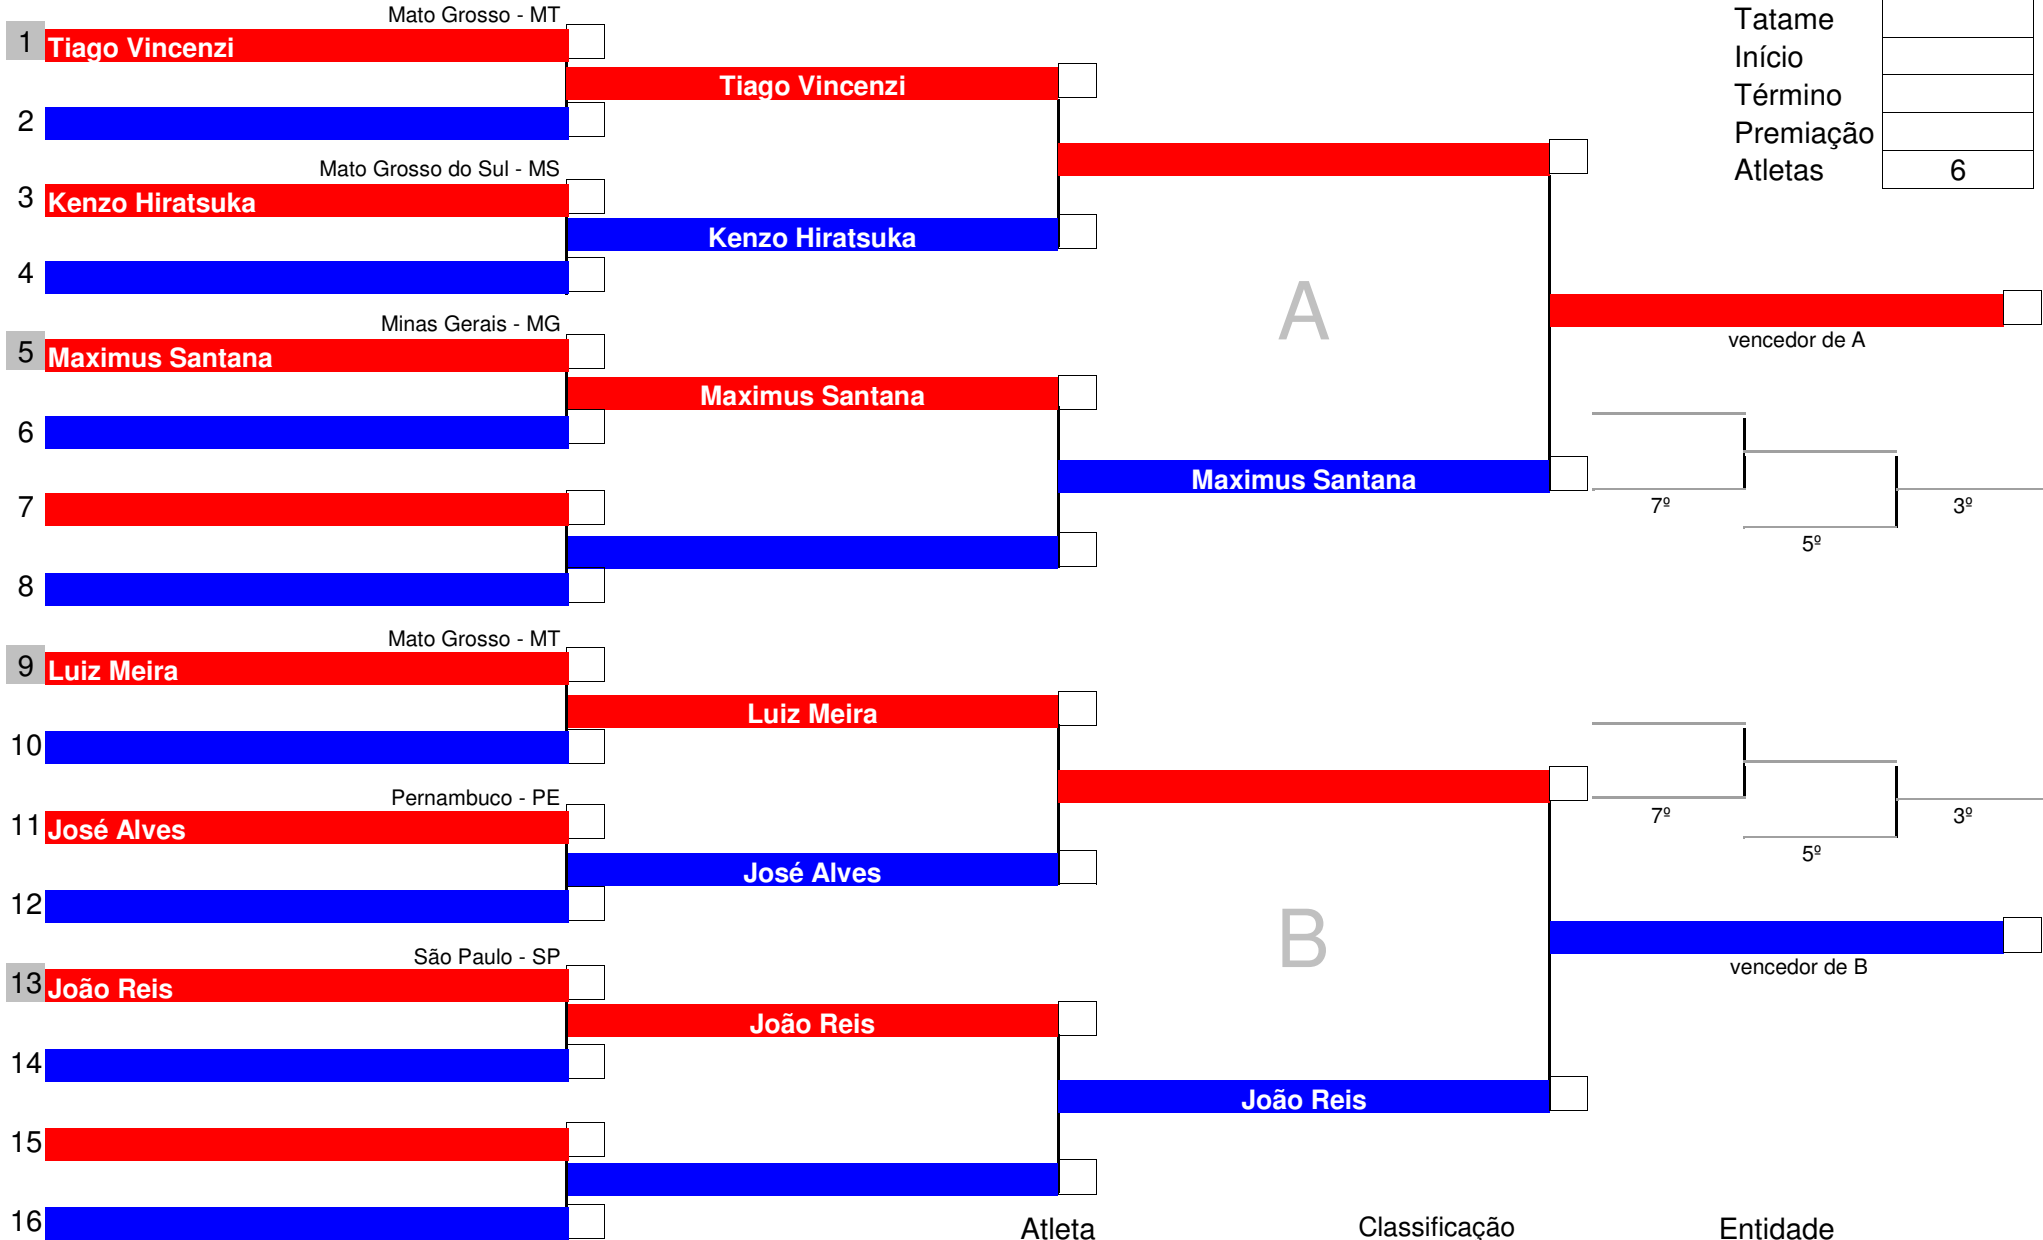 Mato Grosso - MT
1 Tiago Vincenzi
Tiago Vincenzi
2
Mato Grosso do Sul - MS
3 Kenzo Hiratsuka
Kenzo Hiratsuka
4
Minas Gerais - MG
5 Maximus Santana
Maximus Santana
6
Maximus Santana
7
8
Mato Grosso - MT
9 Luiz Meira
Luiz Meira
10
Pernambuco - PE
11 José Alves
José Alves
12
São Paulo - SP
13 João Reis
João Reis
14
João Reis
15
16
A
B
Tatame
Início
Término
Premiação
Atletas 6
vencedor de A
7º
5º
3º
7º
5º
3º
vencedor de B
Atleta Classificação Entidade